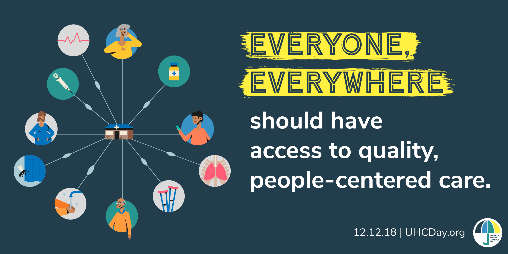 EVERYONE,
EVERYWHERE
should have
access to quality,
people-centered care.
12.12.18 | UHCDay.org